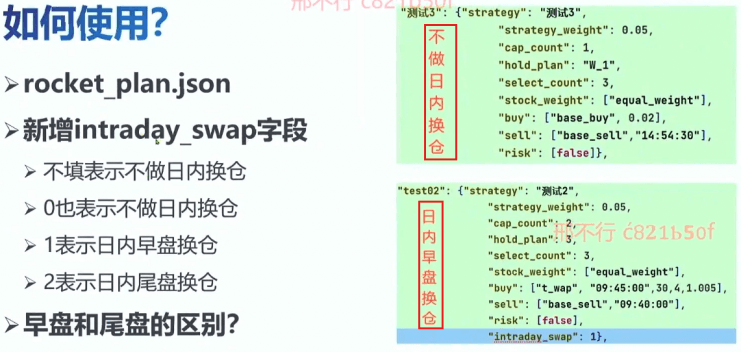 如何使用?
邢不行 c821b50f
➢rocket_plan.json
➢新增intraday_swap字段
➢不填表示不做日内换仓
➢0也表示不做日内换仓
➢1表示日内早盘换仓
➢2表示日内尾盘换仓
➢早盘和尾盘的区别?
"测试3": {"strategy": "测试3",
"strategy_weight": 0.05,
"cap_count": 1,
"hold_plan": "W_1",
"select_count": 3,
"stock_weight": ["equal_weight"],
"buy": ["base_buy", 0.02],
"sell": ["base_sell","14:54:30"],
"risk": [false]},
不做日内换仓
"test02": {"strategy": "测试2",
"strategy_weight": 0.05,
"cap_count": 2,
"hold_plan": 3,
"select_count": 3,
"stock_weight": ["equal_weight"],
"buy": ["t_wap", "09:45:00",30,4,1.005],
"sell": ["base_sell","09:40:00"],
"risk": [false],
"intraday_swap": 1},
日内早盘换仓
邢不行 c821b50f